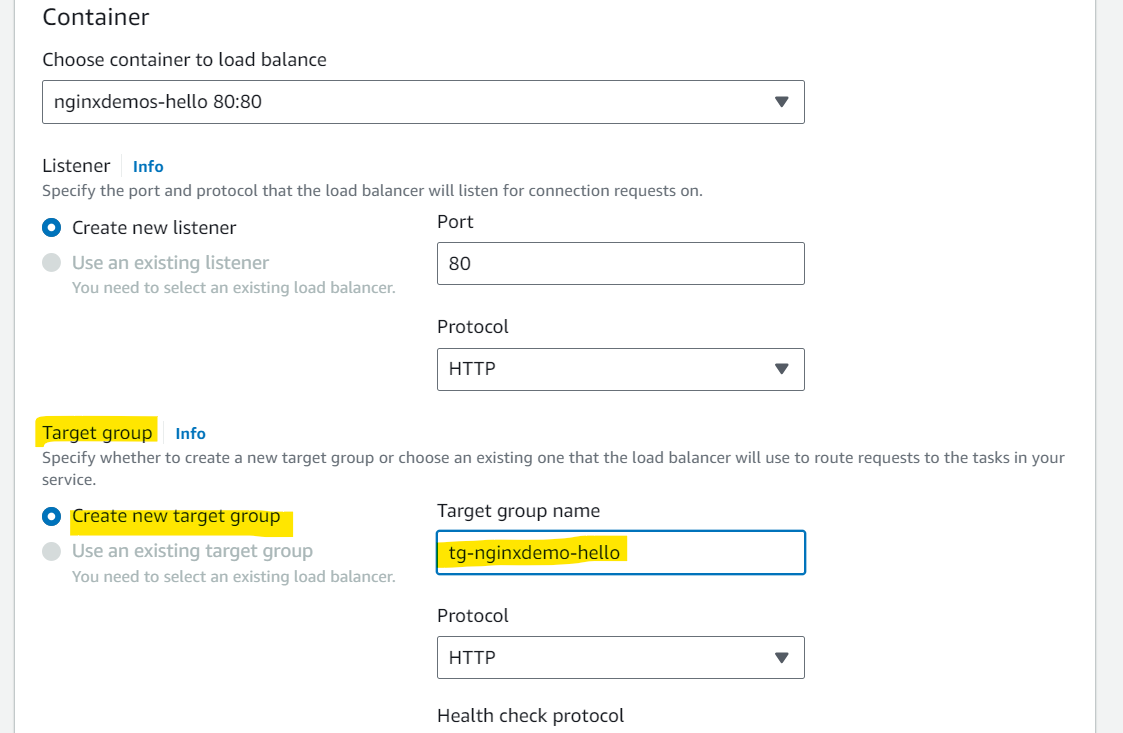 Container
Choose container to load balance
nginxdemos-hello 80:80
Listener Info
Specify the port and protocol that the load balancer will listen for connection requests on.
Create new listener
Use an existing listener
You need to select an existing load balancer.
Port
80
Protocol
HTTP
Target group Info
Specify whether to create a new target group or choose an existing one that the load balancer will use to route requests to the tasks in your
service.
Create new target group
Use an existing target group
You need to select an existing load balancer.
Target group name
tg-nginxdemo-hello
Protocol
HTTP
Health check protocol